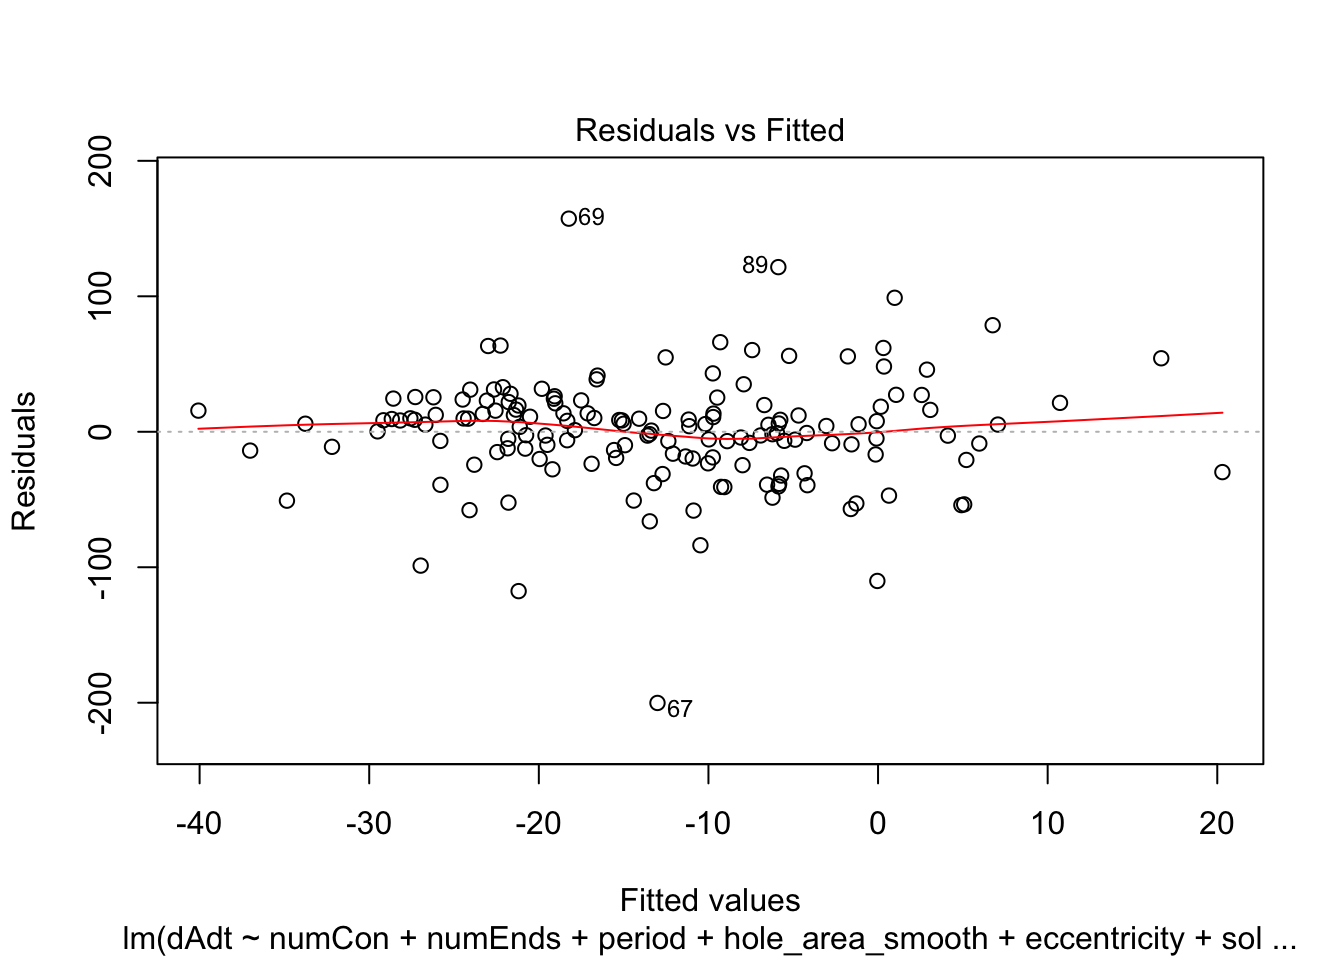 Residuals vs Fitted
200
100
0
-100
-200
Residuals
69
89
67
-40 -30 -20 -10 0 10 20
Fitted values
lm(dAdt ~ numCon + numEnds + period + hole_area_smooth + eccentricity + sol ...